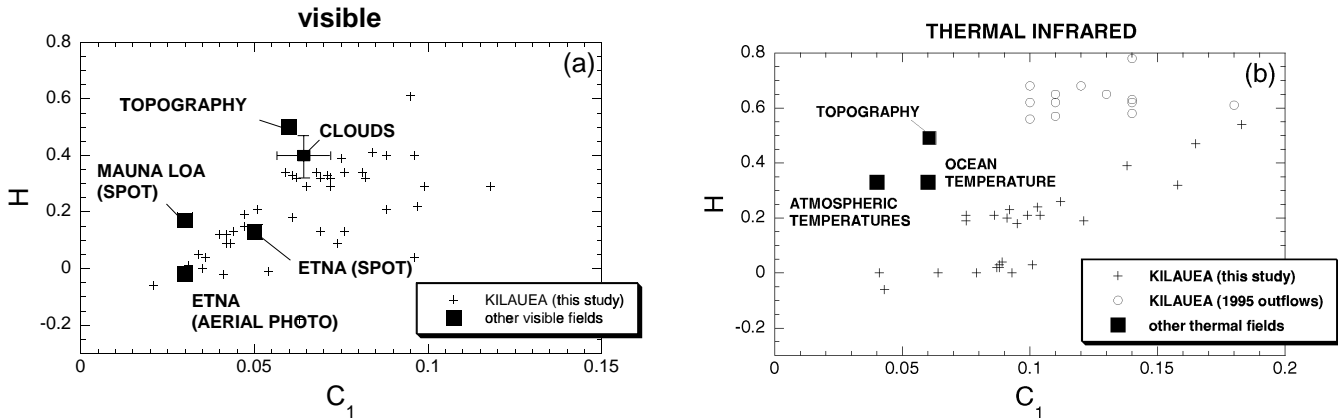 visible
(a)
0.8
0.6
0.4
0.2
0
-0.2
H
TOPOGRAPHY
CLOUDS
MAUNA LOA
(SPOT)
ETNA (SPOT)
ETNA
(AERIAL PHOTO)
KILAUEA (this study)
other visible fields
0
0.05
0.1
0.15
C1
THERMAL INFRARED
(b)
0.8
0.6
0.4
0.2
0
-0.2
H
TOPOGRAPHY
OCEAN
TEMPERATURE
ATMOSPHERIC
TEMPERATURES
KILAUEA (this study)
KILAUEA (1995 outflows)
other thermal fields
0
0.05
0.1
0.15
0.2
C1